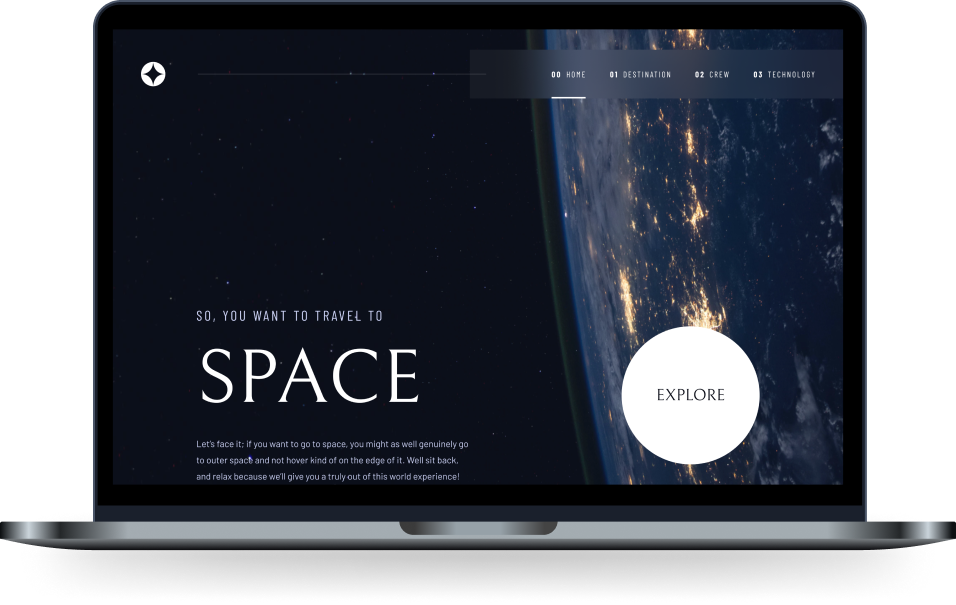 00 HOME 01 DESTINATION 02 CREW 03 TECHNOLOGY
SO, YOU WANT TO TRAVEL TO
SPACE
EXPLORE
Let's face it; if you want to go to space, you might as well genuinely go
to outer space and not hover kind of on the edge of it. Well sit back,
and relax because we'll give you a truly out of this world experience!